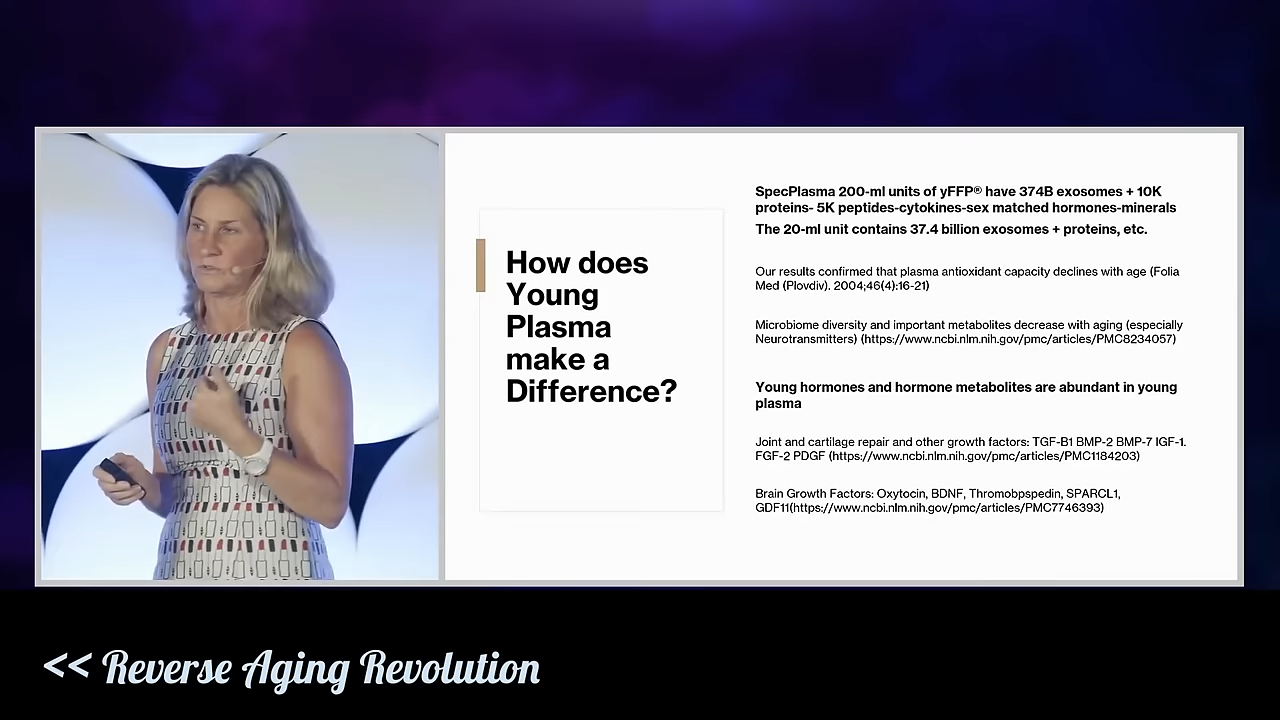 How does
Young
Plasma
make a
Difference?
SpecPlasma 200-ml units of yFFP® have 374B exosomes + 10K
proteins- 5K peptides-cytokines-sex matched hormones-minerals
The 20-ml unit contains 37.4 billion exosomes + proteins, etc.
Our results confirmed that plasma antioxidant capacity declines with age (Folia
Med (Plovdiv). 2004;46(4):16-21)
Microbiome diversity and important metabolites decrease with aging (especially
Neurotransmitters) (https://www.ncbi.nlm.nih.gov/pmc/articles/PMC8234057)
Young hormones and hormone metabolites are abundant in young
plasma
Joint and cartilage repair and other growth factors: TGF-B1 BMP-2 BMP-7 IGF-1.
FGF-2 PDGF (https://www.ncbi.nlm.nih.gov/pmc/articles/PMC1184203)
Brain Growth Factors: Oxytocin, BDNF, Thromobpspedin, SPARCL1,
GDF11(https://www.ncbi.nlm.nih.gov/pmc/articles/PMC7746393)
<< Reverse Aging Revolution